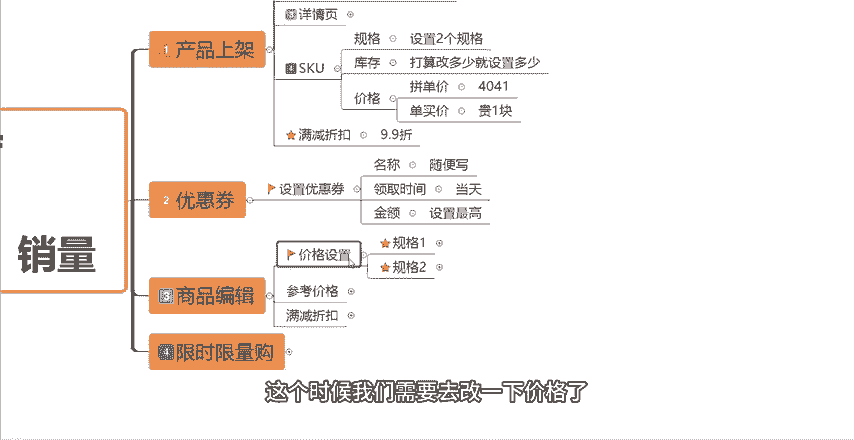 销量
1 产品上架
详情页
4 SKU
规格 设置2个规格
库存 打算改多少就设置多少
价格
拼单价 4041
单买价 贵1块
满减折扣 9.9折
2 优惠券
设置优惠券
名称 随便写
领取时间 当天
金额 设置最高
3 商品编辑
价格设置
规格1
规格2
参考价格
满减折扣
4 限时限量购
这个时候我们需要去改一下价格了